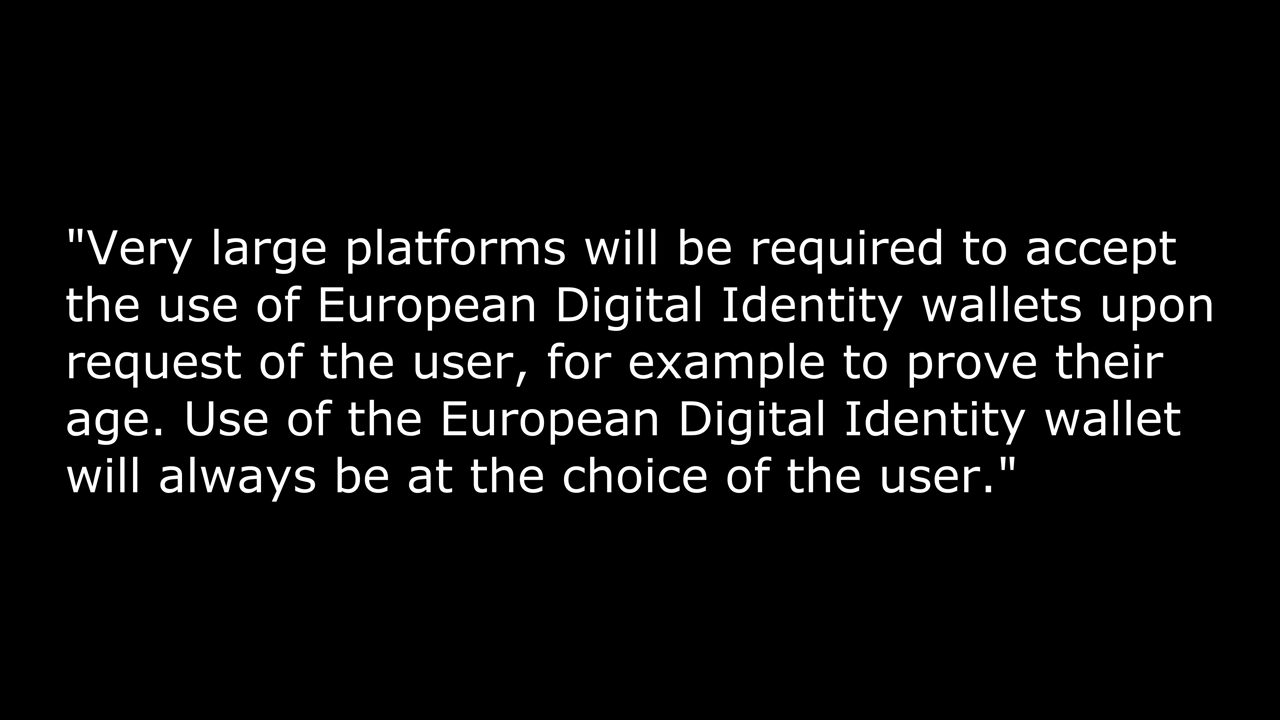 "Very large platforms will be required to accept
the use of European Digital Identity wallets upon
request of the user, for example to prove their
age. Use of the European Digital Identity wallet
will always be at the choice of the user."